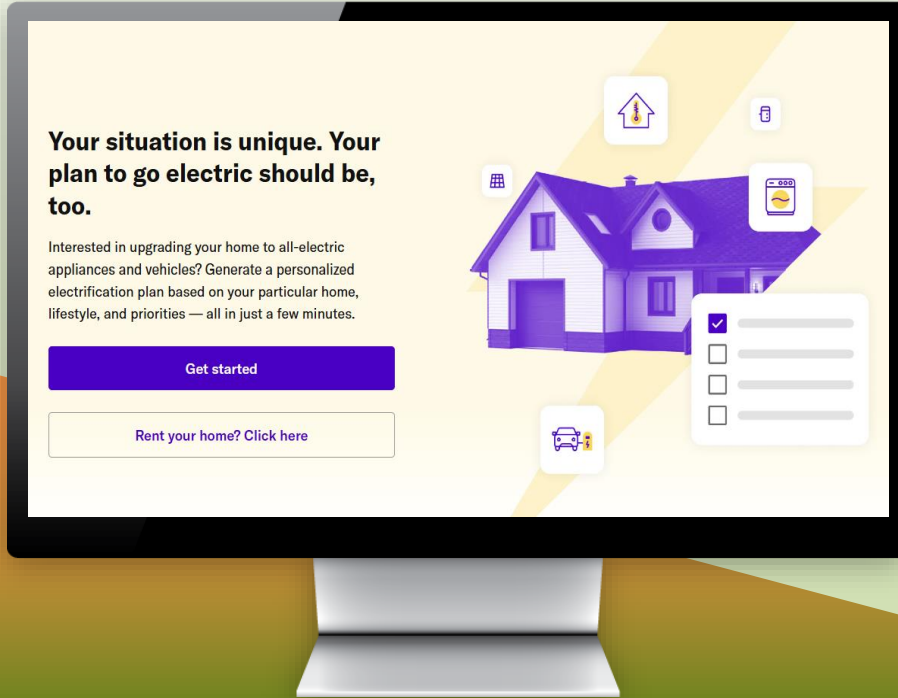 Your situation is unique. Your
plan to go electric should be,
too.
Interested in upgrading your home to all-electric
appliances and vehicles? Generate a personalized
electrification plan based on your particular home,
lifestyle, and priorities — all in just a few minutes.
Get started
Rent your home? Click here